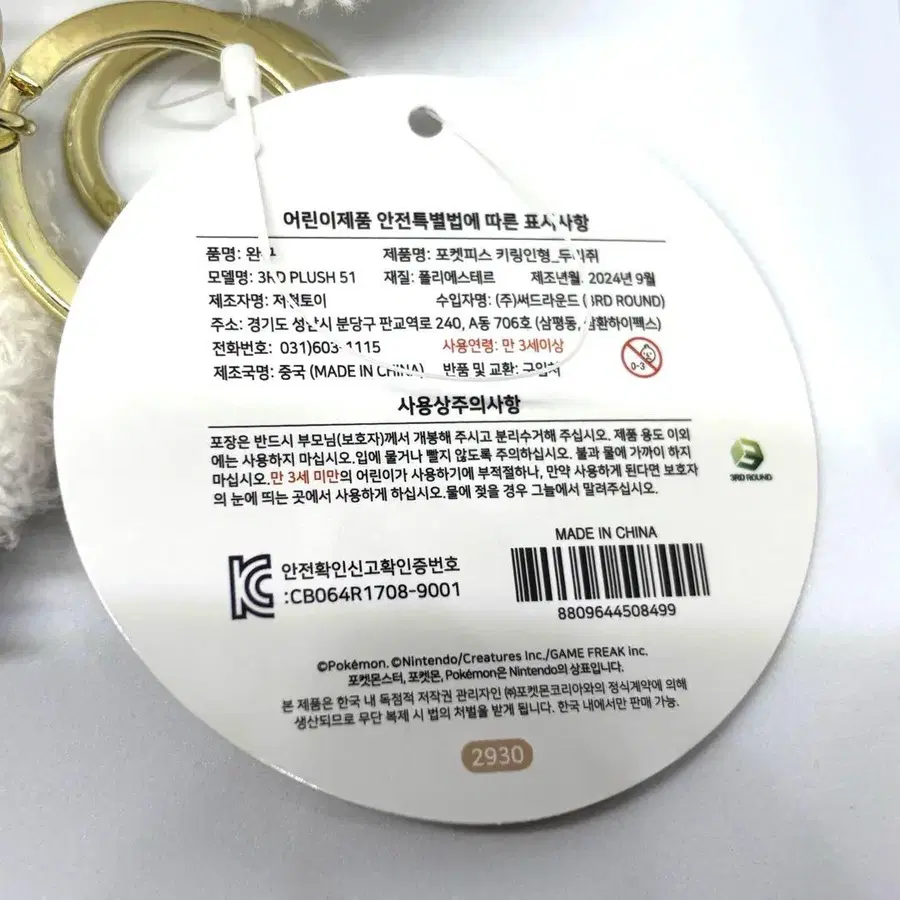 어린이제품 안전특별법에 따른 표시사항
품명: 제품명: 포켓피스 키링인형_두리쥐
모델명: 3RD PLUSH 51 재질: 폴리에스테르 제조년월: 2024년 9월
제조자명: 수입자명: (주)써드라운드 (3RD ROUND)
주소: 경기도 성남시 분당구 판교역로 240, A동 706호 (삼평동, 삼환하이펙스)
전화번호: 031)603-1115 사용연령: 만 3세이상
0-3
제조국명: 중국 (MADE IN CHINA) 반품 및 교환: 구입처
사용상주의사항
포장은 반드시 부모님(보호자)께서 개봉해 주시고 분리수거해 주십시오. 제품 용도 이외
에는 사용하지 마십시오.입에 물거나 빨지 않도록 주의하십시오. 불과 물에 가까이 하지
마십시오.만 3세 미만의 어린이가 사용하기에 부적절하나, 만약 사용하게 된다면 보호자
의 눈에 띄는 곳에서 사용하게 하십시오.물에 젖을 경우 그늘에서 말려주십시오.
3RD ROUND
MADE IN CHINA
안전확인신고확인증번호
:CB064R1708-9001
8809644508499
©Pokémon. ©Nintendo/Creatures Inc./GAME FREAK inc.
포켓몬스터, 포켓몬, Pokémon은 Nintendo의 상표입니다.
본 제품은 한국 내 독점적 저작권 관리자인 ㈜포켓몬코리아와의 정식계약에 의해
생산되므로 무단 복제 시 법의 처벌을 받게 됩니다. 한국 내에서만 판매 가능.
2930